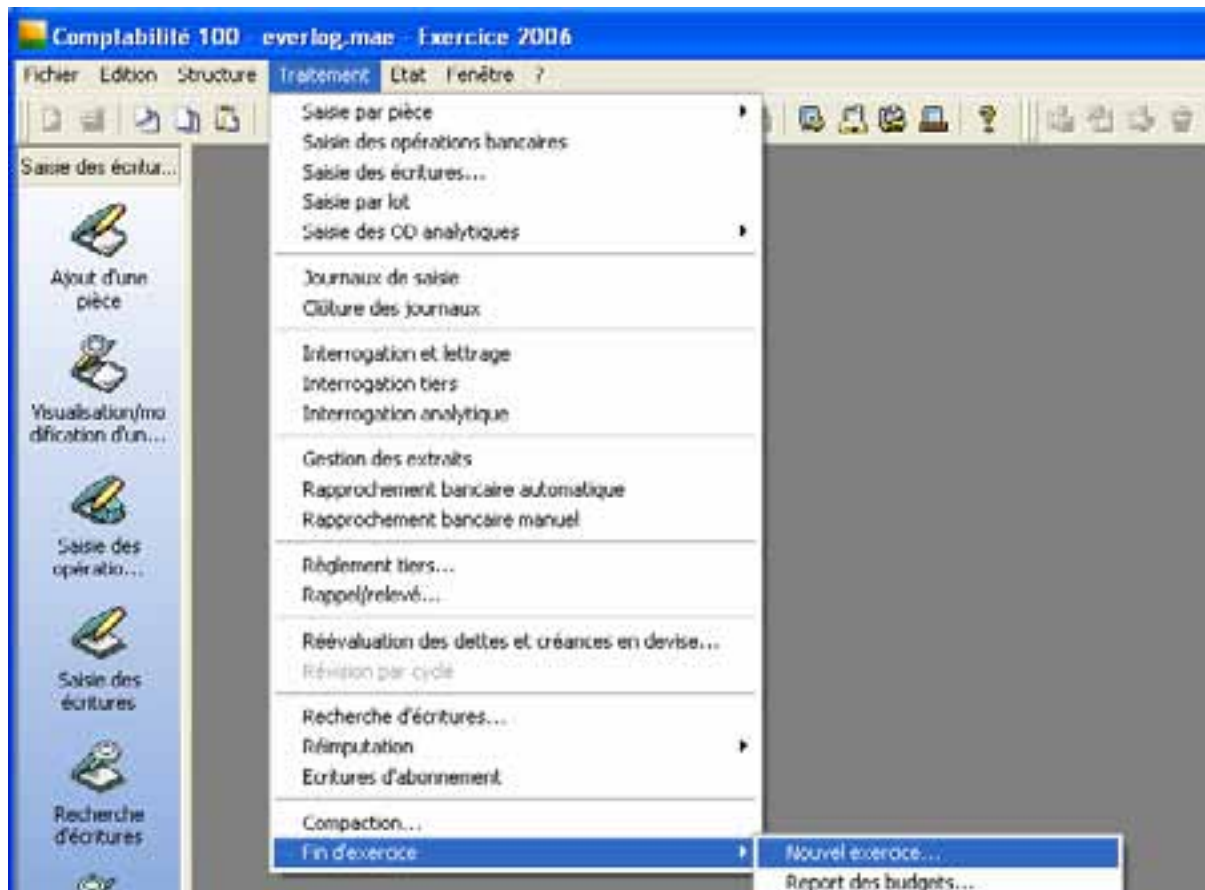 Comptabilité 100 everlog.mae - Exercice 2006
Fichier Edition Structure Traitement Etat Fenêtre ?
Saisie des écritur...
Ajout d'une
pièce
Visualisation/mo
dification d'un...
Saisie des
opératio...
Saisie des
écritures
Recherche
d'écritures
Saisie par pièce
Saisie des opérations bancaires
Saisie des écritures...
Saisie par lot
Saisie des OD analytiques
Journaux de saisie
Clôture des journaux
Interrogation et lettrage
Interrogation tiers
Interrogation analytique
Gestion des extraits
Rapprochement bancaire automatique
Rapprochement bancaire manuel
Règlement tiers...
Rappel/relevé...
Réévaluation des dettes et créances en devise...
Révision par cycle
Recherche d'écritures...
Réimputation
Ecritures d'abonnement
Compaction...
Fin d'exercice
Nouvel exercice...
Report des budgets...